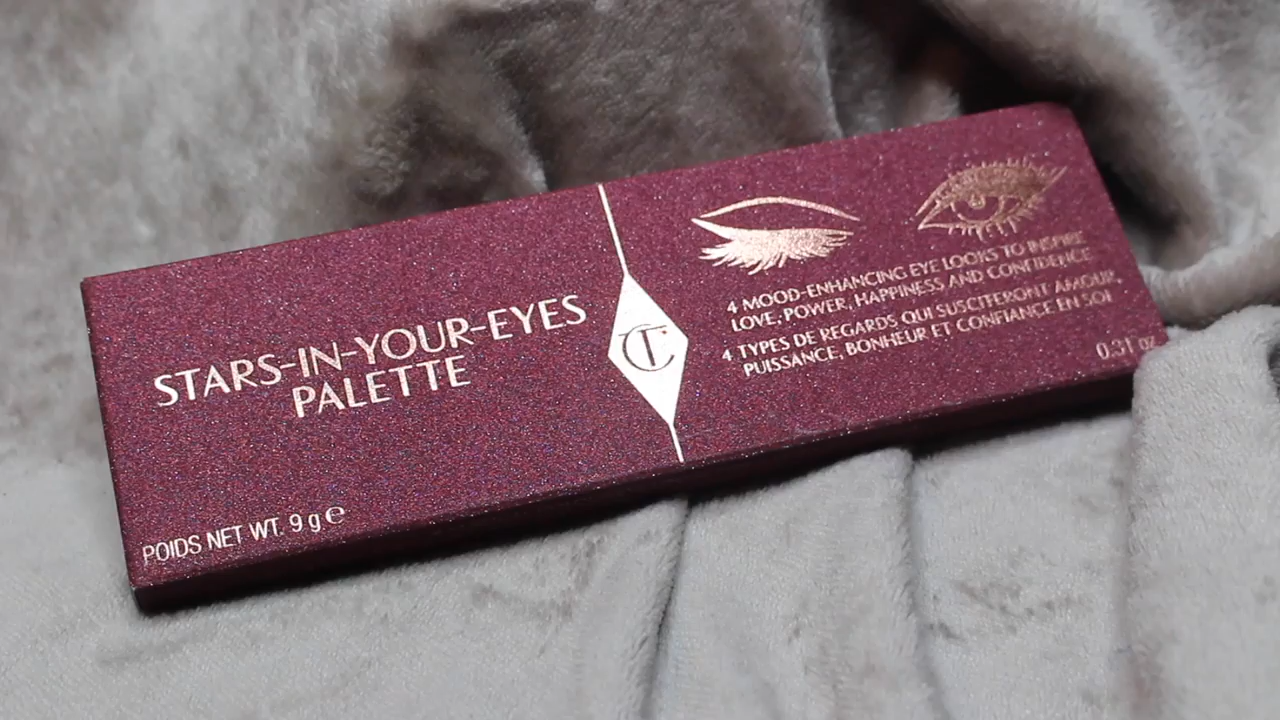 STARS-IN-YOUR-EYES
PALETTE
POIDS NET WT. 9 g ℮
CT
4 MOOD-ENHANCING EYE LOOKS TO INSPIRE
LOVE, POWER, HAPPINESS AND CONFIDENCE
4 TYPES DE REGARDS QUI SUSCITERONT AMOUR,
PUISSANCE, BONHEUR ET CONFIANCE EN SOI
0.31 oz